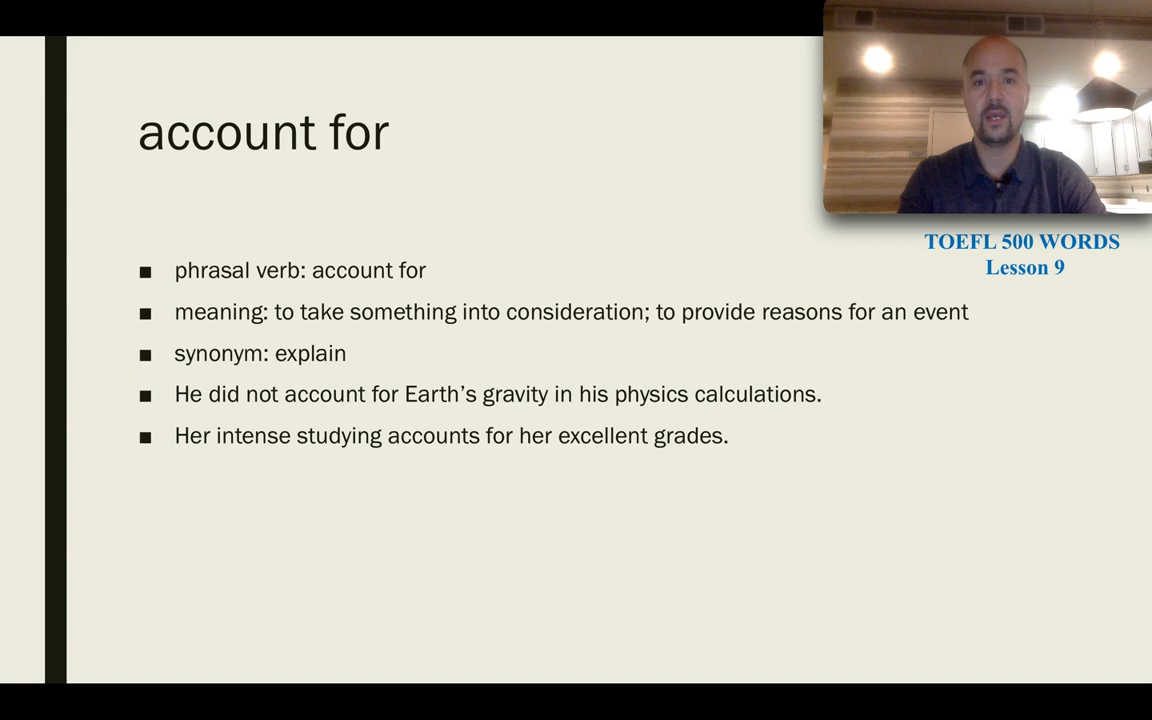 account for
TOEFL 500 WORDS
Lesson 9
phrasal verb: account for
meaning: to take something into consideration; to provide reasons for an event
synonym: explain
He did not account for Earth’s gravity in his physics calculations.
Her intense studying accounts for her excellent grades.